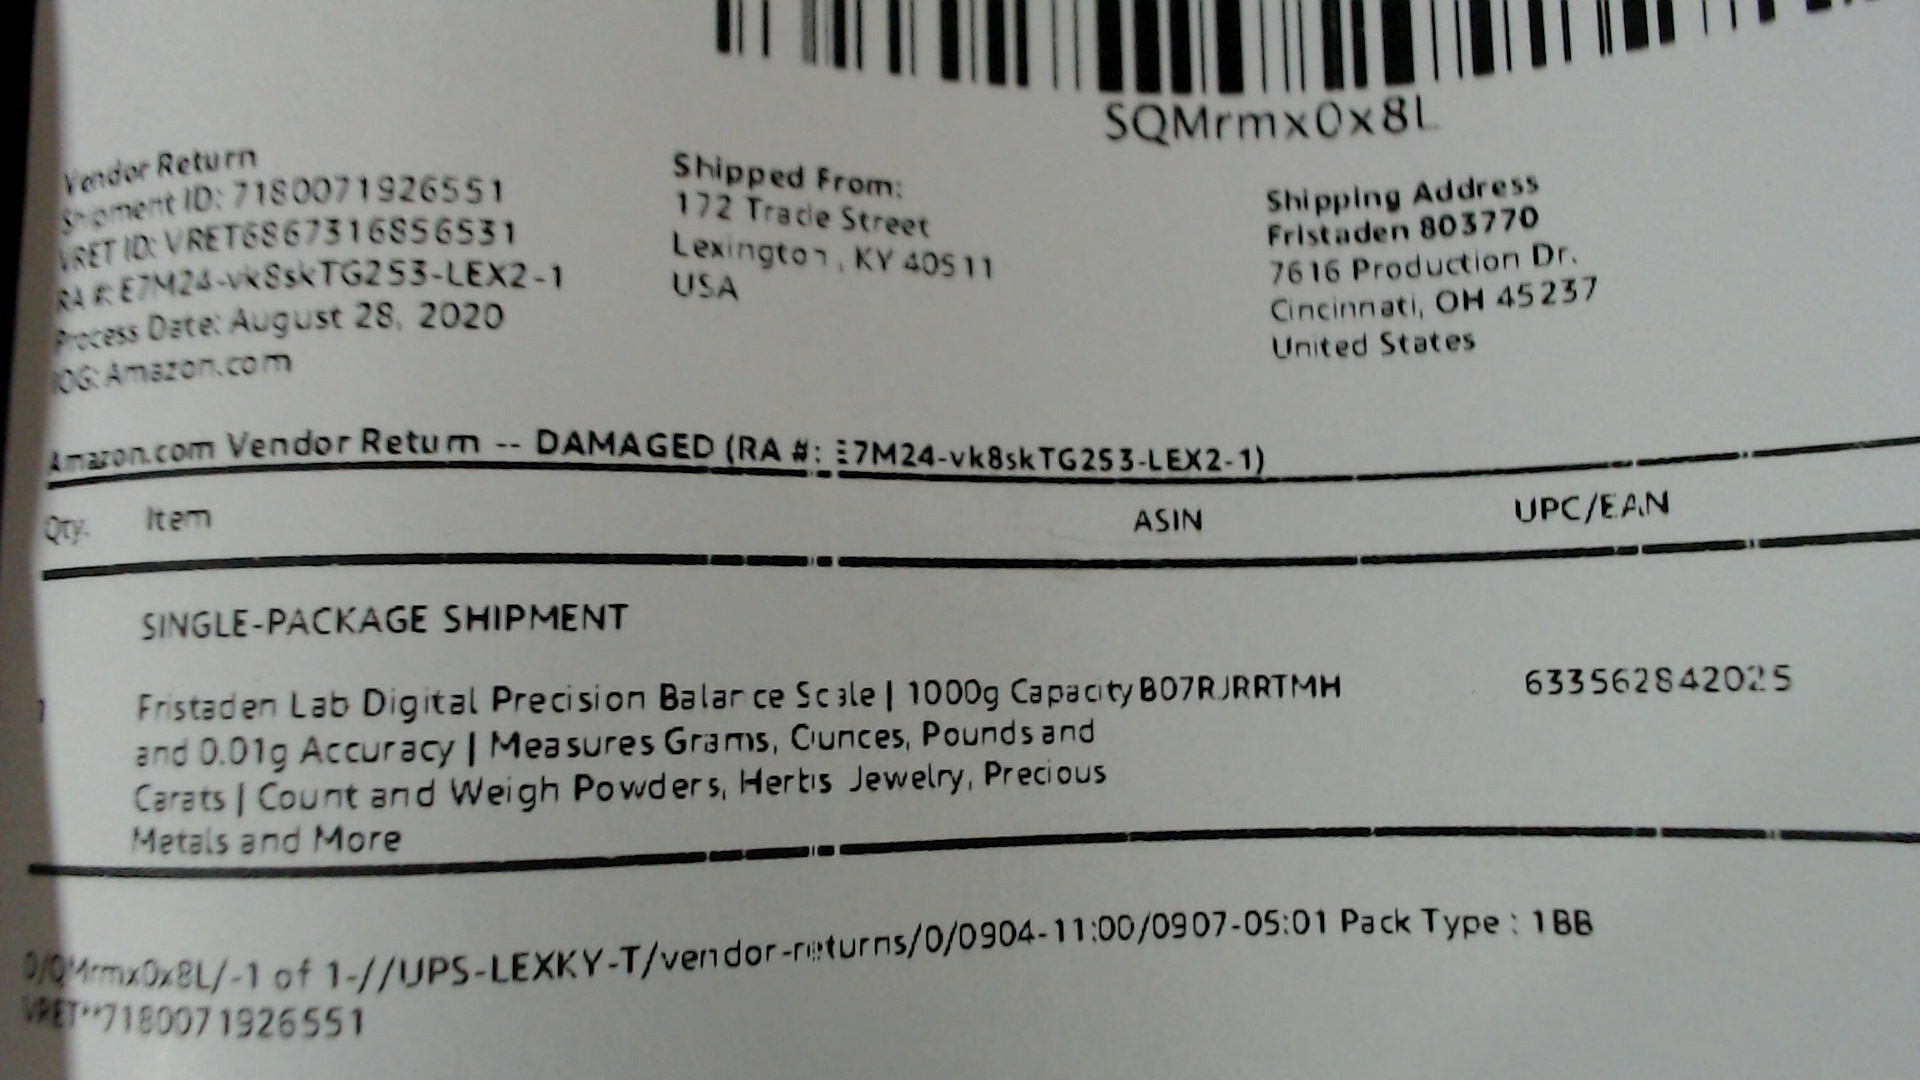 SQMrmx0x8L
Vendor Return
Shipment ID: 7180071926551
VRET ID: VRET6867316856531
RA #: E7M24-vk8skTG2S3-LEX2-1
Process Date: August 28, 2020
IOG: Amazon.com
Shipped From:
172 Trade Street
Lexington, KY 40511
USA
Shipping Address
Fristaden 803770
7616 Production Dr.
Cincinnati, OH 45237
United States
Amazon.com Vendor Return -- DAMAGED (RA #: E7M24-vk8skTG2S3-LEX2-1)
Qty. Item ASIN UPC/EAN
SINGLE-PACKAGE SHIPMENT
1 Fristaden Lab Digital Precision Balance Scale | 1000g Capacity B07RJRRTMH 633562842025
and 0.01g Accuracy | Measures Grams, Ounces, Pounds and
Carats | Count and Weigh Powders, Herbs Jewelry, Precious
Metals and More
0/QMrmx0x8L/-1 of 1-//UPS-LEXKY-T/vendor-returns/0/0904-11:00/0907-05:01 Pack Type : 1BB
VRET**7180071926551